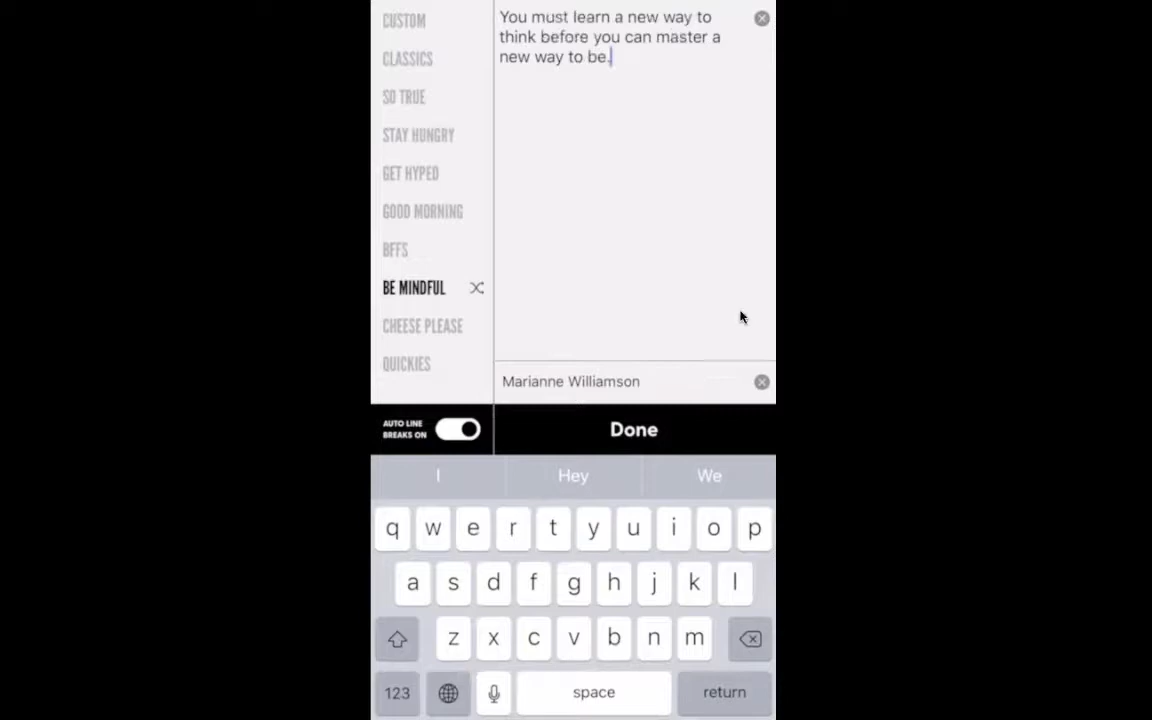 CUSTOM
CLASSICS
SO TRUE
STAY HUNGRY
GET HYPED
GOOD MORNING
BFFS
BE MINDFUL
CHEESE PLEASE
QUICKIES
You must learn a new way to
think before you can master a
new way to be.
Marianne Williamson
AUTO LINE
BREAKS ON
Done
I Hey We
q w e r t y u i o p
a s d f g h j k l
z x c v b n m
123 space return